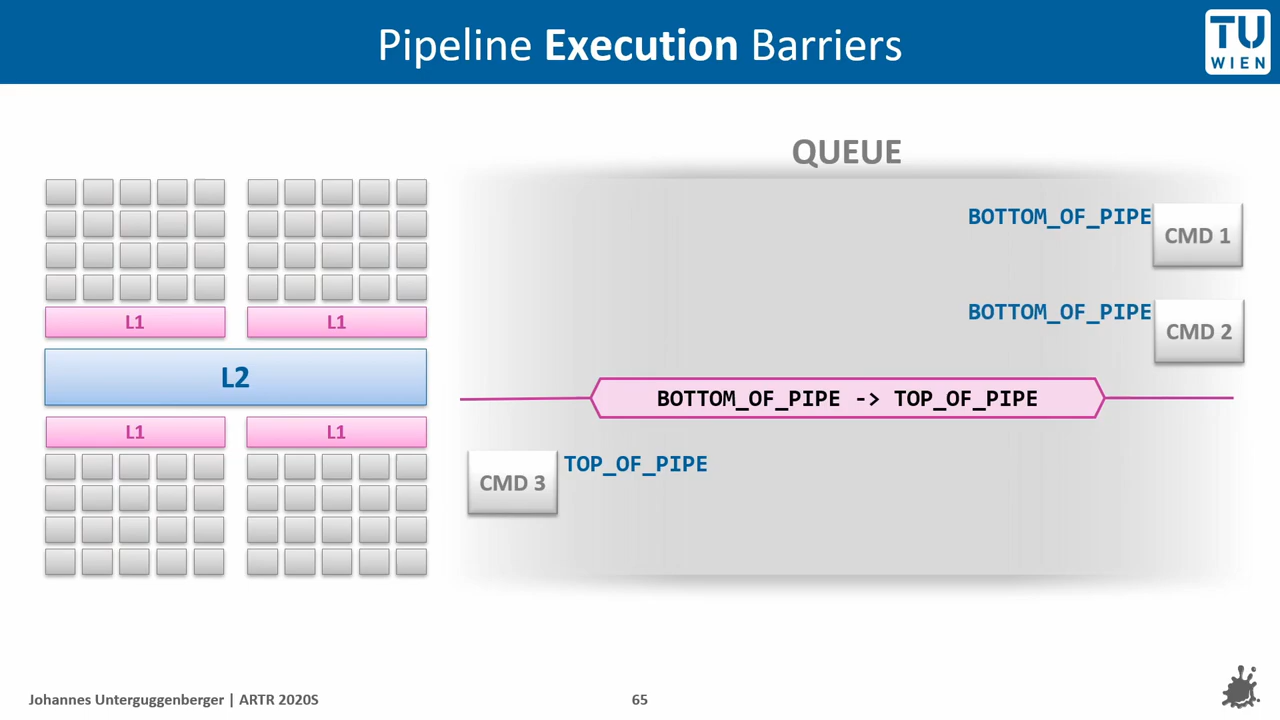 Pipeline Execution Barriers
TU
WIEN
QUEUE
L1
L1
L2
L1
L1
BOTTOM_OF_PIPE
CMD 1
BOTTOM_OF_PIPE
CMD 2
BOTTOM_OF_PIPE -> TOP_OF_PIPE
CMD 3
TOP_OF_PIPE
Johannes Unterguggenberger | ARTR 2020S
65